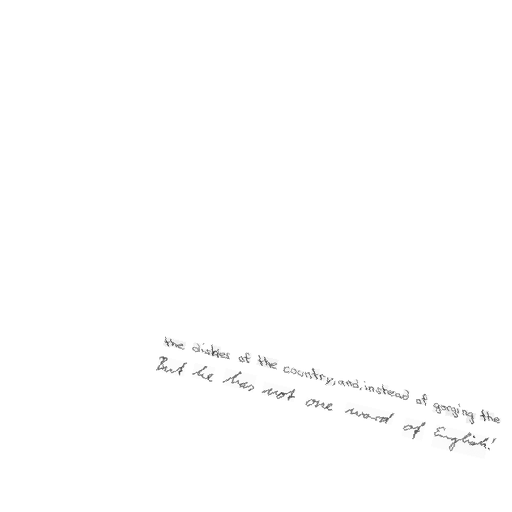 the dishes of the country, and, instead of gorging the
But he has not one word of English!